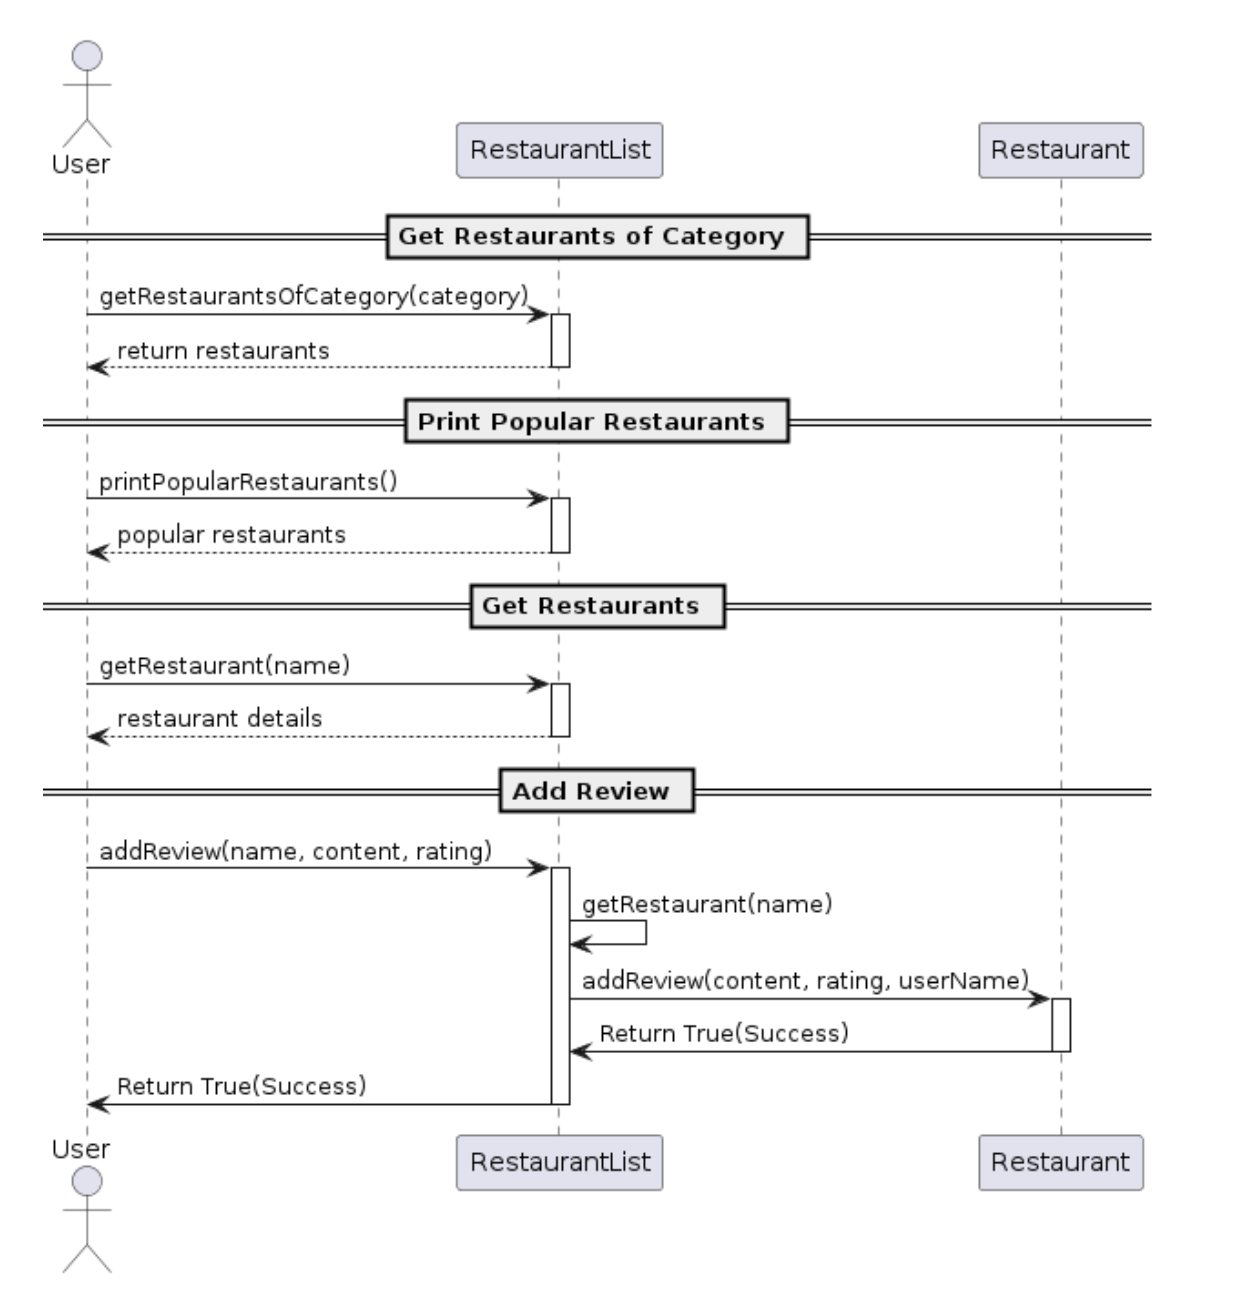 User
RestaurantList
Restaurant
Get Restaurants of Category
getRestaurantsOfCategory(category)
return restaurants
Print Popular Restaurants
printPopularRestaurants()
popular restaurants
Get Restaurants
getRestaurant(name)
restaurant details
Add Review
addReview(name, content, rating)
getRestaurant(name)
addReview(content, rating, userName)
Return True(Success)
Return True(Success)
User
RestaurantList
Restaurant